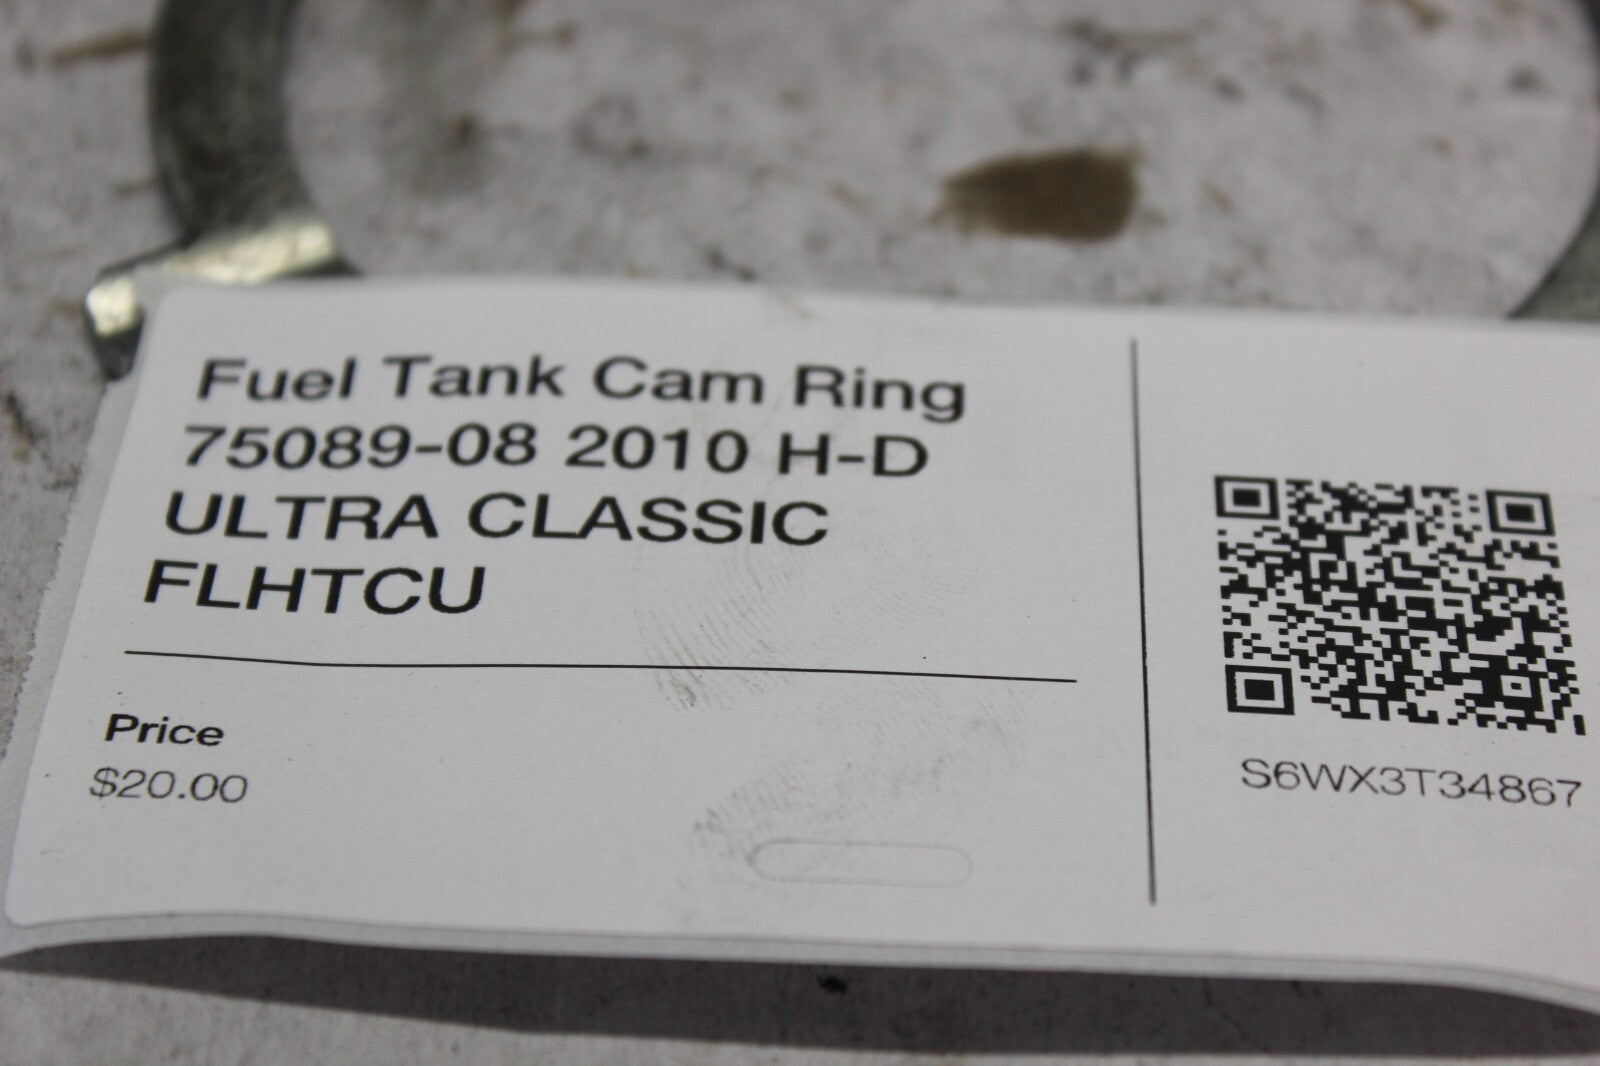 Fuel Tank Cam Ring
75089-08 2010 H-D
ULTRA CLASSIC
FLHTCU
Price
$20.00
S6WX3T34867